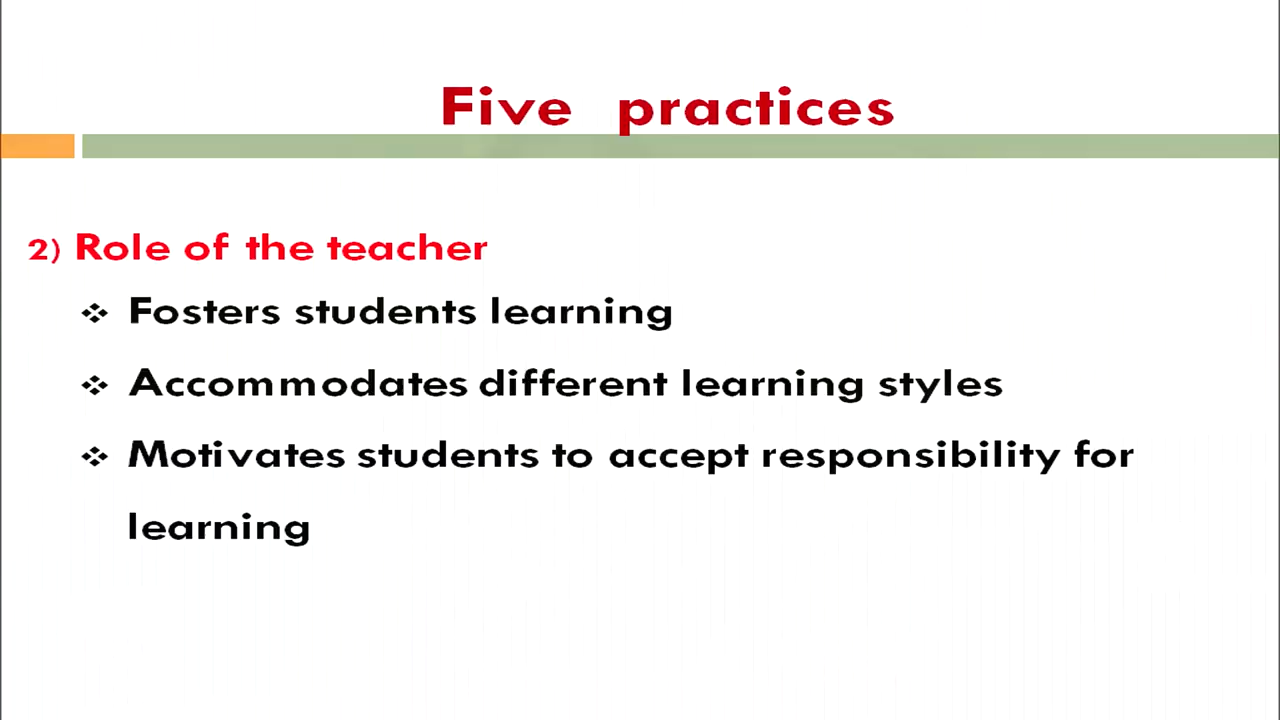 Five practices
2) Role of the teacher
❖ Fosters students learning
❖ Accommodates different learning styles
❖ Motivates students to accept responsibility for
learning